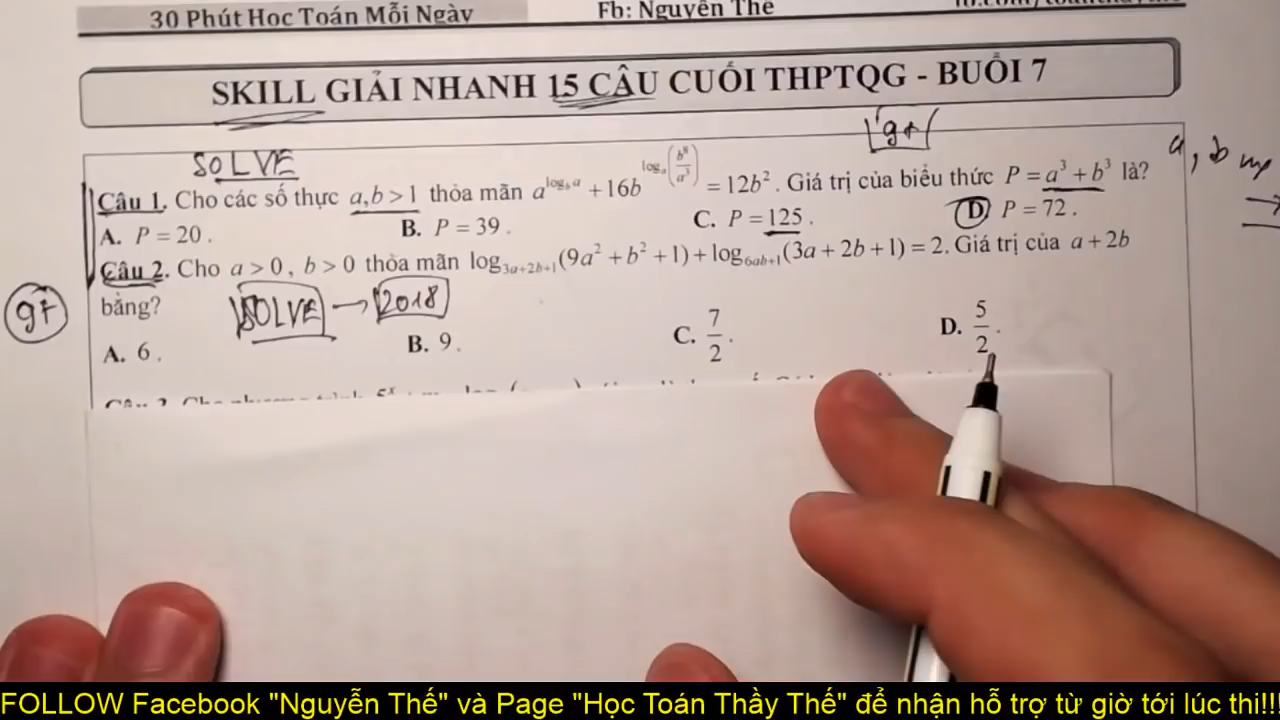 30 Phút Học Toán Mỗi Ngày Fb: Nguyễn Thế
SKILL GIẢI NHANH 15 CÂU CUỐI THPTQG - BUỔI 7
SOLVE
Câu 1. Cho các số thực a,b > 1 thỏa mãn a^{log_b a} + 16b^{log_a(b^8/a^3)} = 12b^2. Giá trị của biểu thức P = a^3 + b^3 là?
A. P = 20. B. P = 39. C. P = 125. D. P = 72.
Câu 2. Cho a > 0, b > 0 thỏa mãn log_{3a+2b+1}(9a^2 + b^2 + 1) + log_{6ab+1}(3a + 2b + 1) = 2. Giá trị của a + 2b
bằng?
SOLVE → 2018
A. 6. B. 9. C. 7/2. D. 5/2.
FOLLOW Facebook "Nguyễn Thế" và Page "Học Toán Thầy Thế" để nhận hỗ trợ từ giờ tới lúc thi!!!